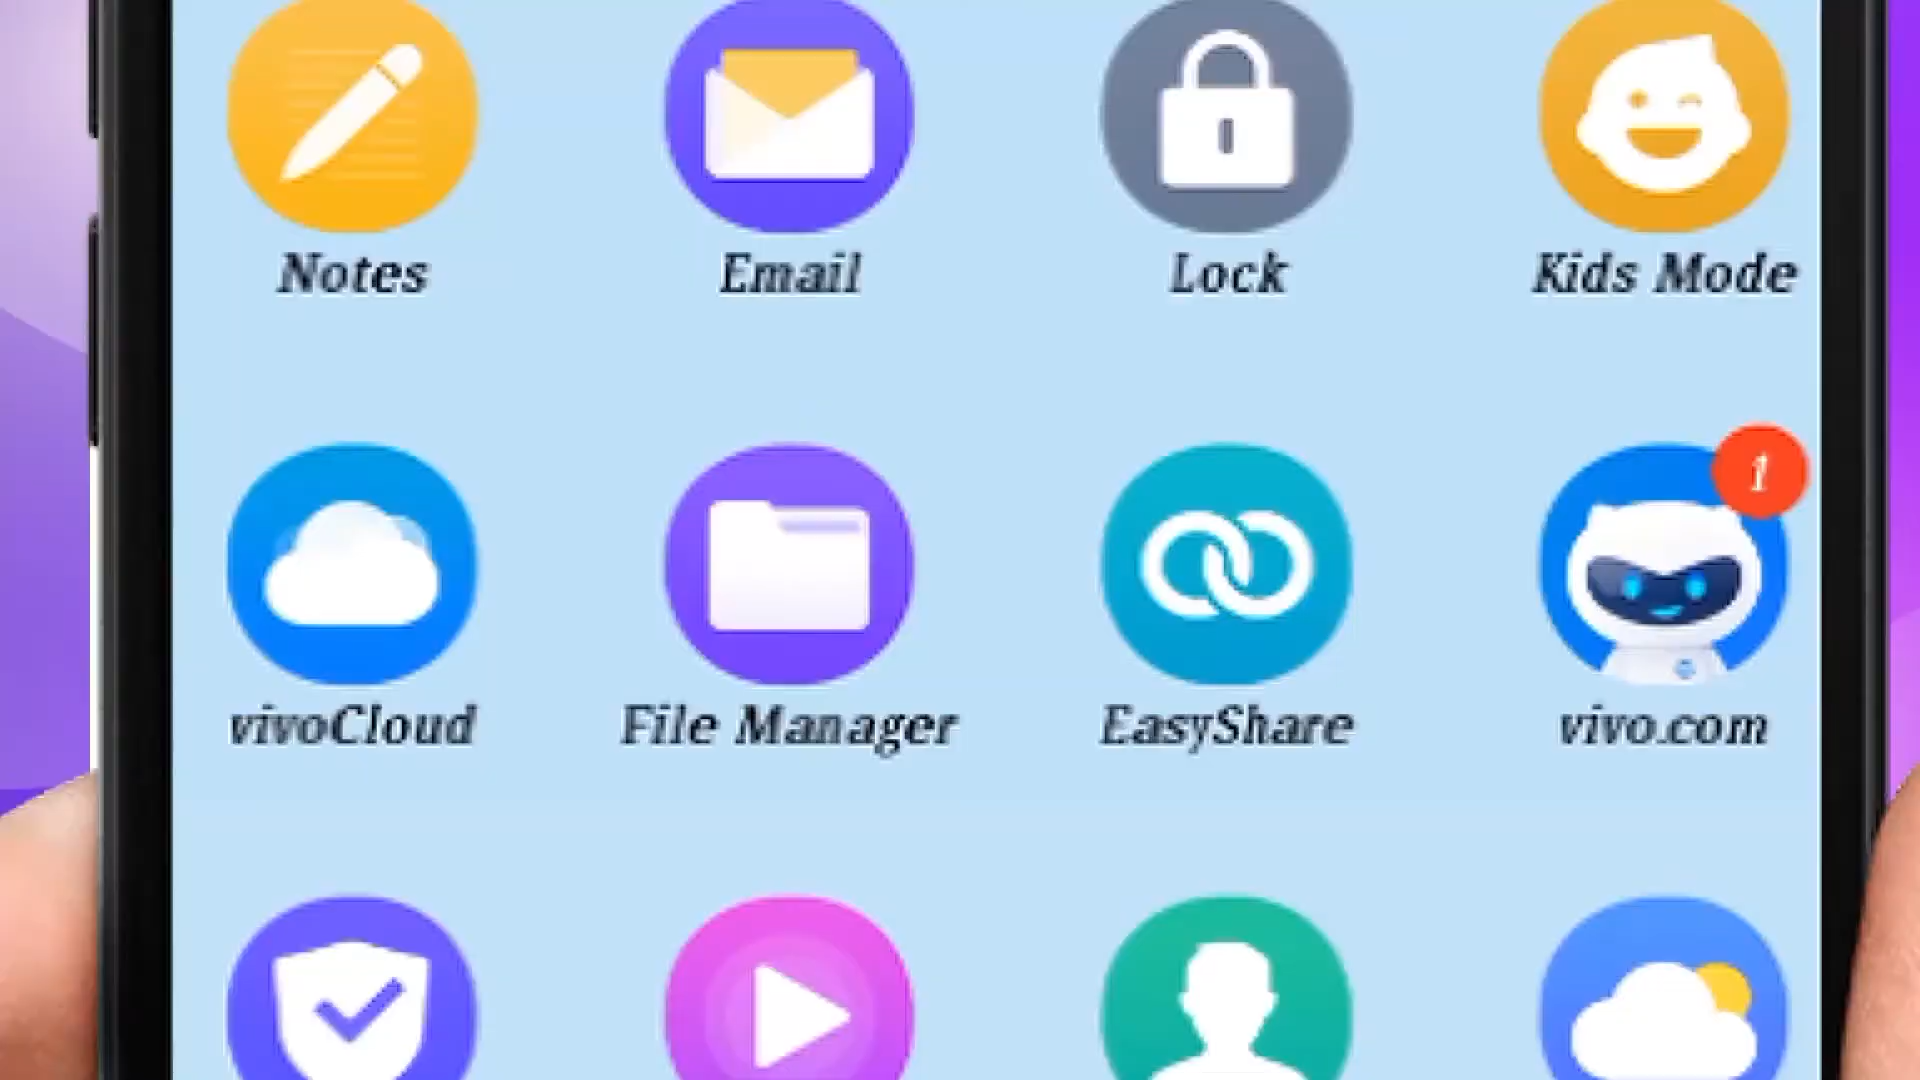 Notes
Email
Lock
Kids Mode
1
vivoCloud
File Manager
EasyShare
vivo.com